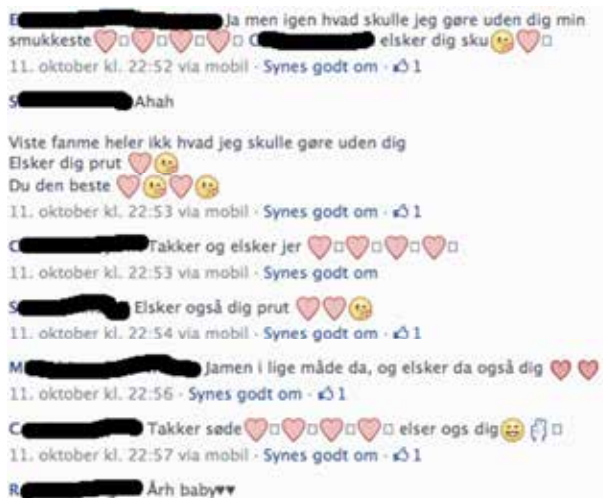 E Ja men igen hvad skulle jeg gøre uden dig min
smukkeste ♡▯♡▯♡▯♡▯ C elsker dig sku😘♡▯
11. oktober kl. 22:52 via mobil · Synes godt om · 👍1
S Ahah
Viste fanme heler ikk hvad jeg skulle gøre uden dig
Elsker dig prut ♡😘
Du den beste ♡😘♡😘
11. oktober kl. 22:53 via mobil · Synes godt om · 👍1
C Takker og elsker jer ♡▯♡▯♡▯♡▯
11. oktober kl. 22:53 via mobil · Synes godt om
S Elsker også dig prut ♡♡😘
11. oktober kl. 22:54 via mobil · Synes godt om · 👍1
M Jamen i lige måde da, og elsker da også dig ♥ ♥
11. oktober kl. 22:56 · Synes godt om · 👍1
C Takker søde♡▯♡▯♡▯♡▯ elser ogs dig😄 ▯
11. oktober kl. 22:57 via mobil · Synes godt om · 👍1
R Årh baby♥♥